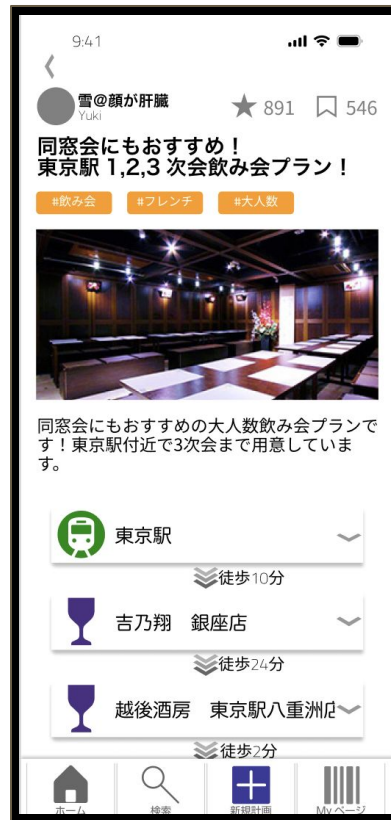 9:41
雪@顔が肝臓
Yuki
891
546
同窓会にもおすすめ！
東京駅 1,2,3 次会飲み会プラン！
#飲み会
#フレンチ
#大人数
同窓会にもおすすめの大人数飲み会プランで
す！東京駅付近で3次会まで用意していま
す。
東京駅
徒歩10分
吉乃翔　銀座店
徒歩24分
越後酒房　東京駅八重洲店
徒歩2分
ホーム
検索
新規計画
My ページ